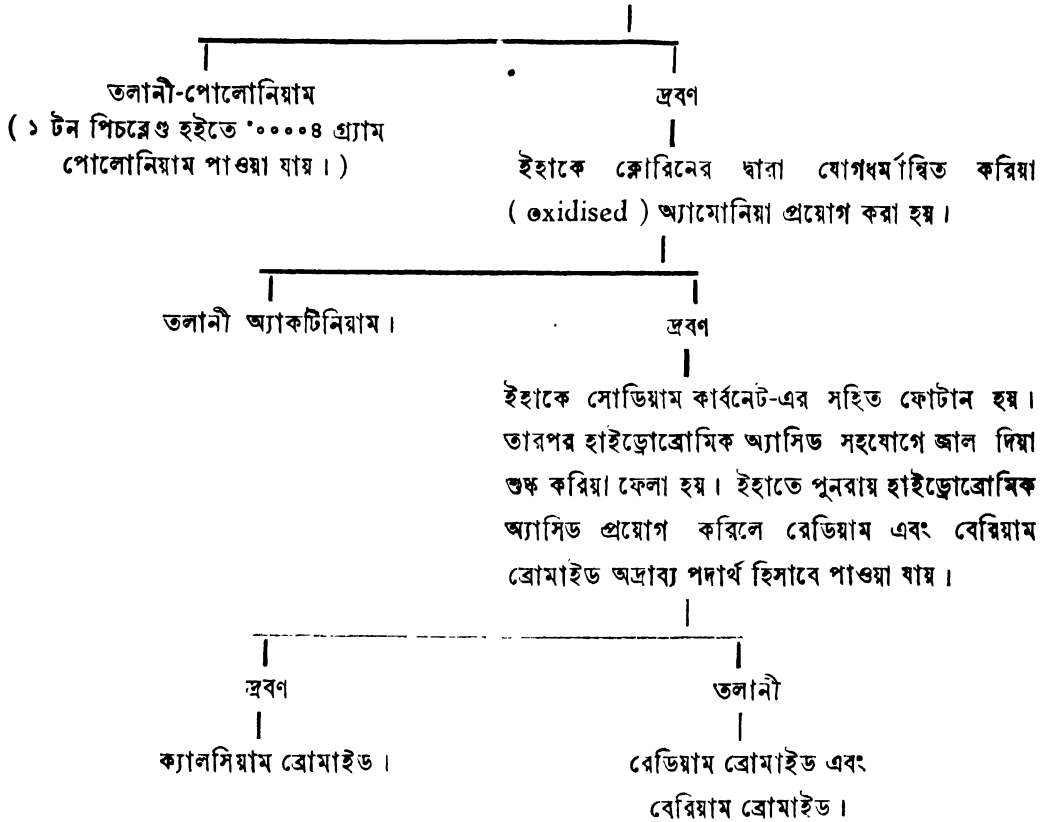 তলানী-পোলোনিয়াম
( ১ টন পিচব্লেণ্ড হইতে ·০০০০৪ গ্র্যাম
পোলোনিয়াম পাওয়া যায়। )
দ্রবণ
ইহাকে ক্লোরিনের দ্বারা যোগধর্মান্বিত করিয়া
( oxidised ) অ্যামোনিয়া প্রয়োগ করা হয়।
তলানী অ্যাকটিনিয়াম।
দ্রবণ
ইহাকে সোডিয়াম কার্বনেট-এর সহিত ফোটান হয়।
তারপর হাইড্রোব্রোমিক অ্যাসিড সহযোগে জ্বাল দিয়া
শুষ্ক করিয়া ফেলা হয়। ইহাতে পুনরায় হাইড্রোব্রোমিক
অ্যাসিড প্রয়োগ করিলে রেডিয়াম এবং বেরিয়াম
ব্রোমাইড অদ্রাব্য পদার্থ হিসাবে পাওয়া যায়।
দ্রবণ
তলানী
ক্যালসিয়াম ব্রোমাইড।
রেডিয়াম ব্রোমাইড এবং
বেরিয়াম ব্রোমাইড।